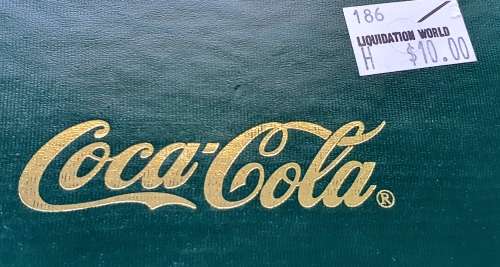 186
LIQUIDATION WORLD
H $10.00
Coca-Cola®